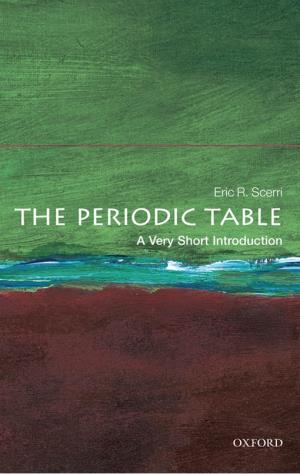 Eric R. Scerri
THE PERIODIC TABLE
A Very Short Introduction
OXFORD